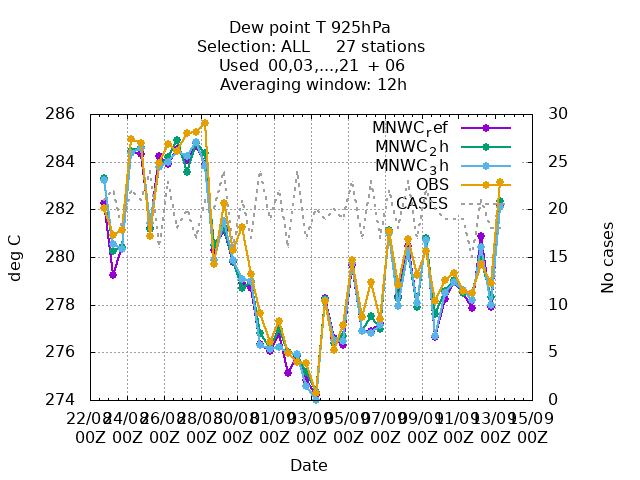 Dew point T 925hPa
Selection: ALL 27 stations
Used 00,03,...,21 + 06
Averaging window: 12h
286
284
282
280
278
276
274
deg C
30
25
20
15
10
5
0
No cases
MNWC_ref
MNWC_2h
MNWC_3h
OBS
CASES
22/08 24/08 26/08 28/08 30/08 01/09 03/09 05/09 07/09 09/09 11/09 13/09 15/09
00Z 00Z 00Z 00Z 00Z 00Z 00Z 00Z 00Z 00Z 00Z 00Z 00Z
Date